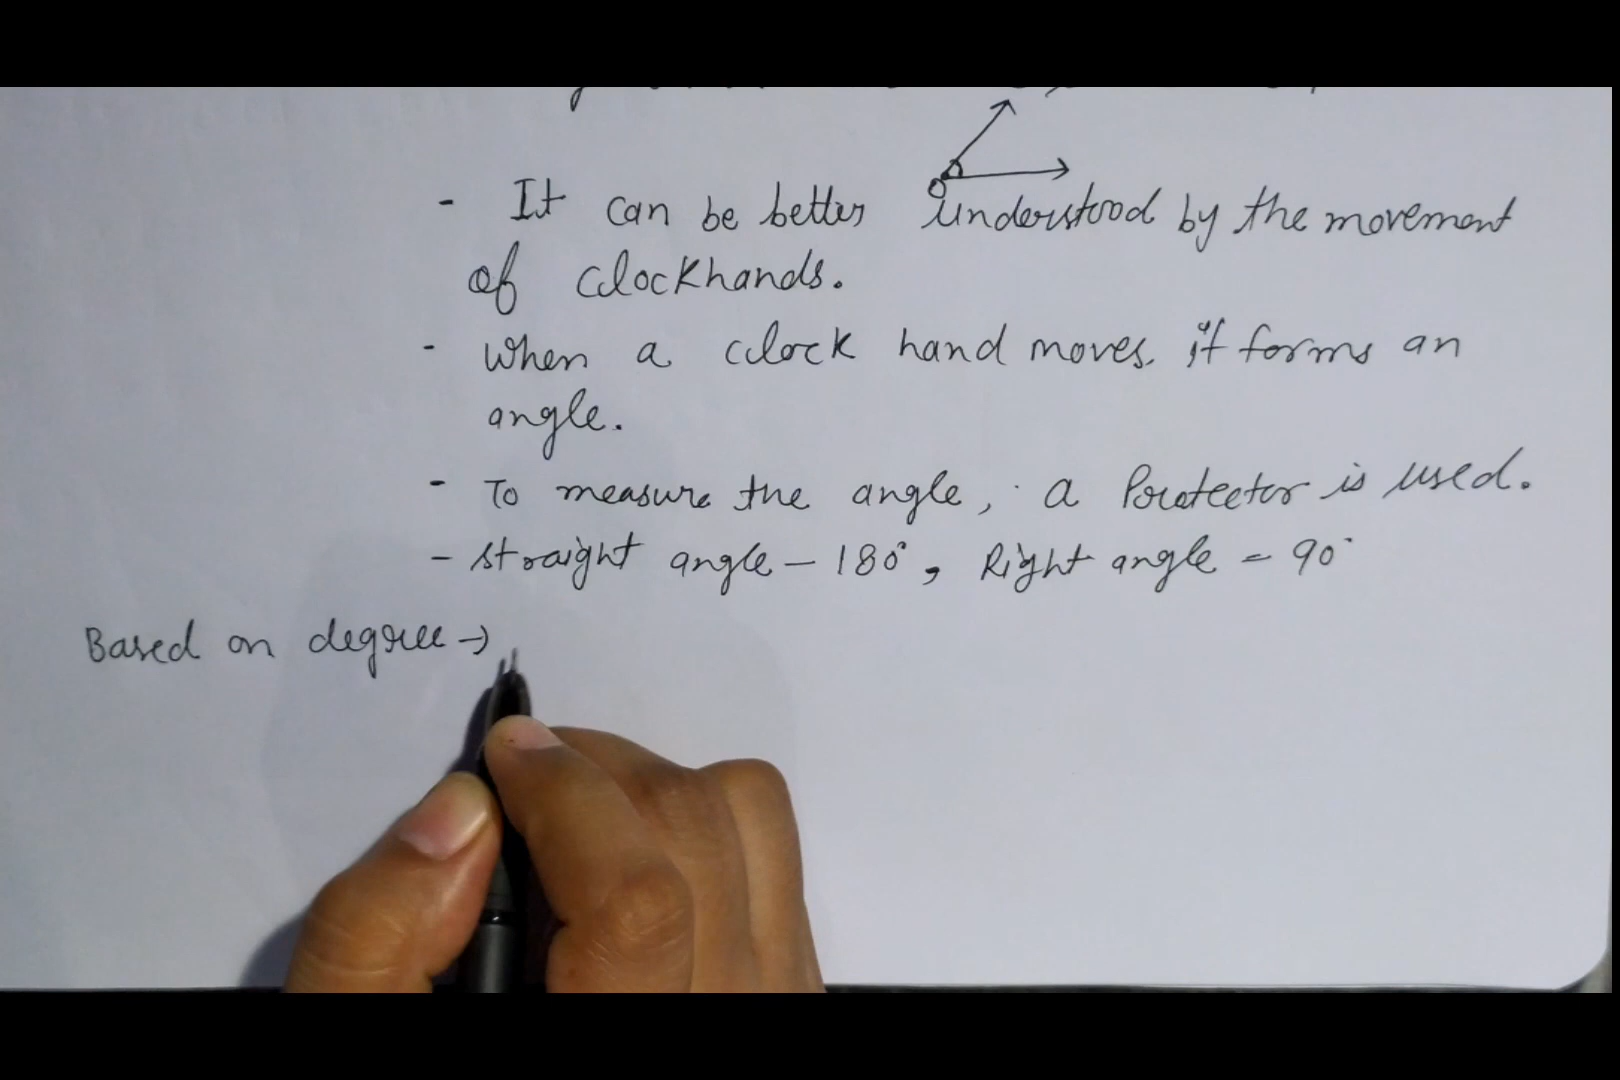 - It can be better understood by the movement
of clockhands.
- When a clock hand moves, it forms an
angle.
- To measure the angle, a Protector is used.
- straight angle - 180°, Right angle = 90°
Based on degree →